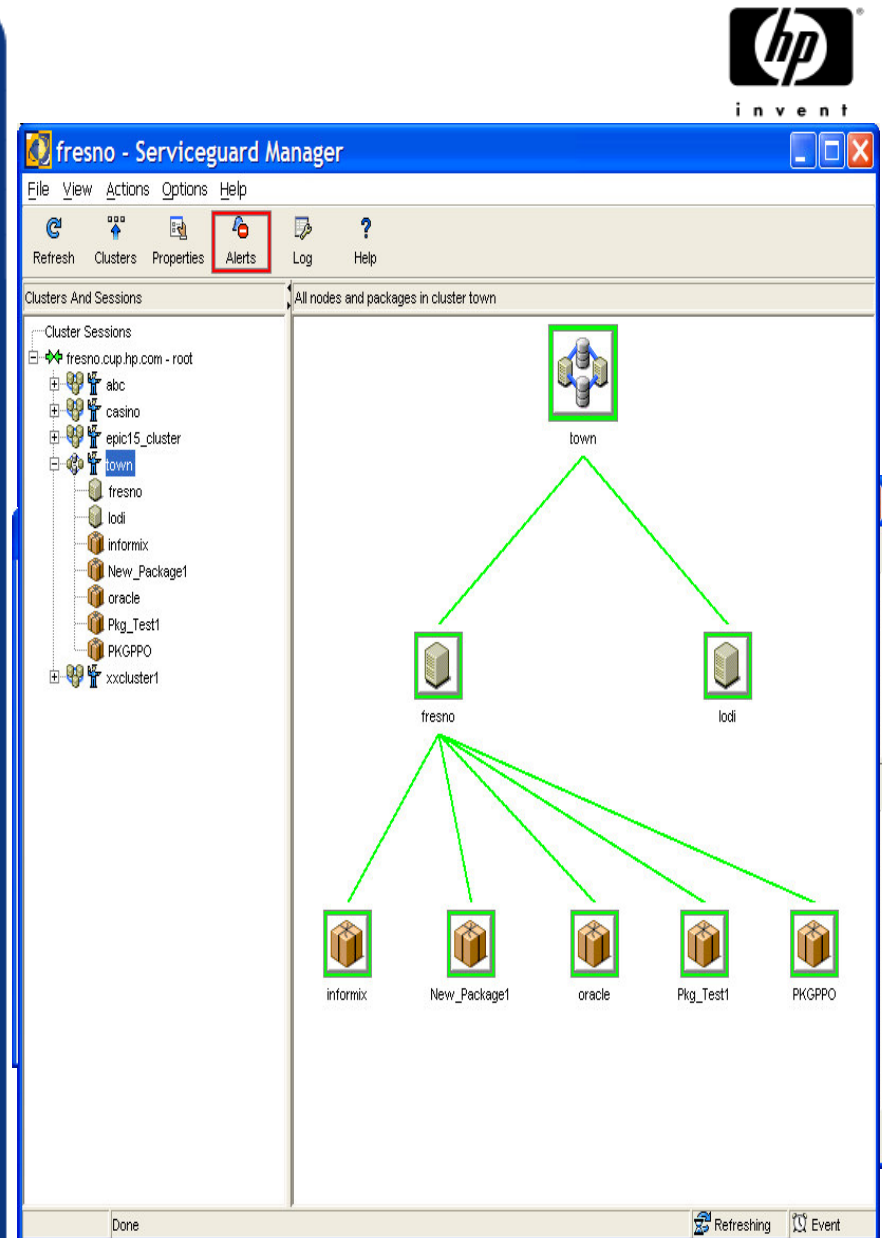 hp
®
invent
fresno - Serviceguard Manager
File View Actions Options Help
Refresh Clusters Properties Alerts Log Help
Clusters And Sessions
All nodes and packages in cluster town
Cluster Sessions
fresno.cup.hp.com - root
abc
casino
epic15_cluster
town
fresno
lodi
informix
New_Package1
oracle
Pkg_Test1
PKGPPO
xxcluster1
town
fresno
lodi
informix
New_Package1
oracle
Pkg_Test1
PKGPPO
Done
Refreshing
Event